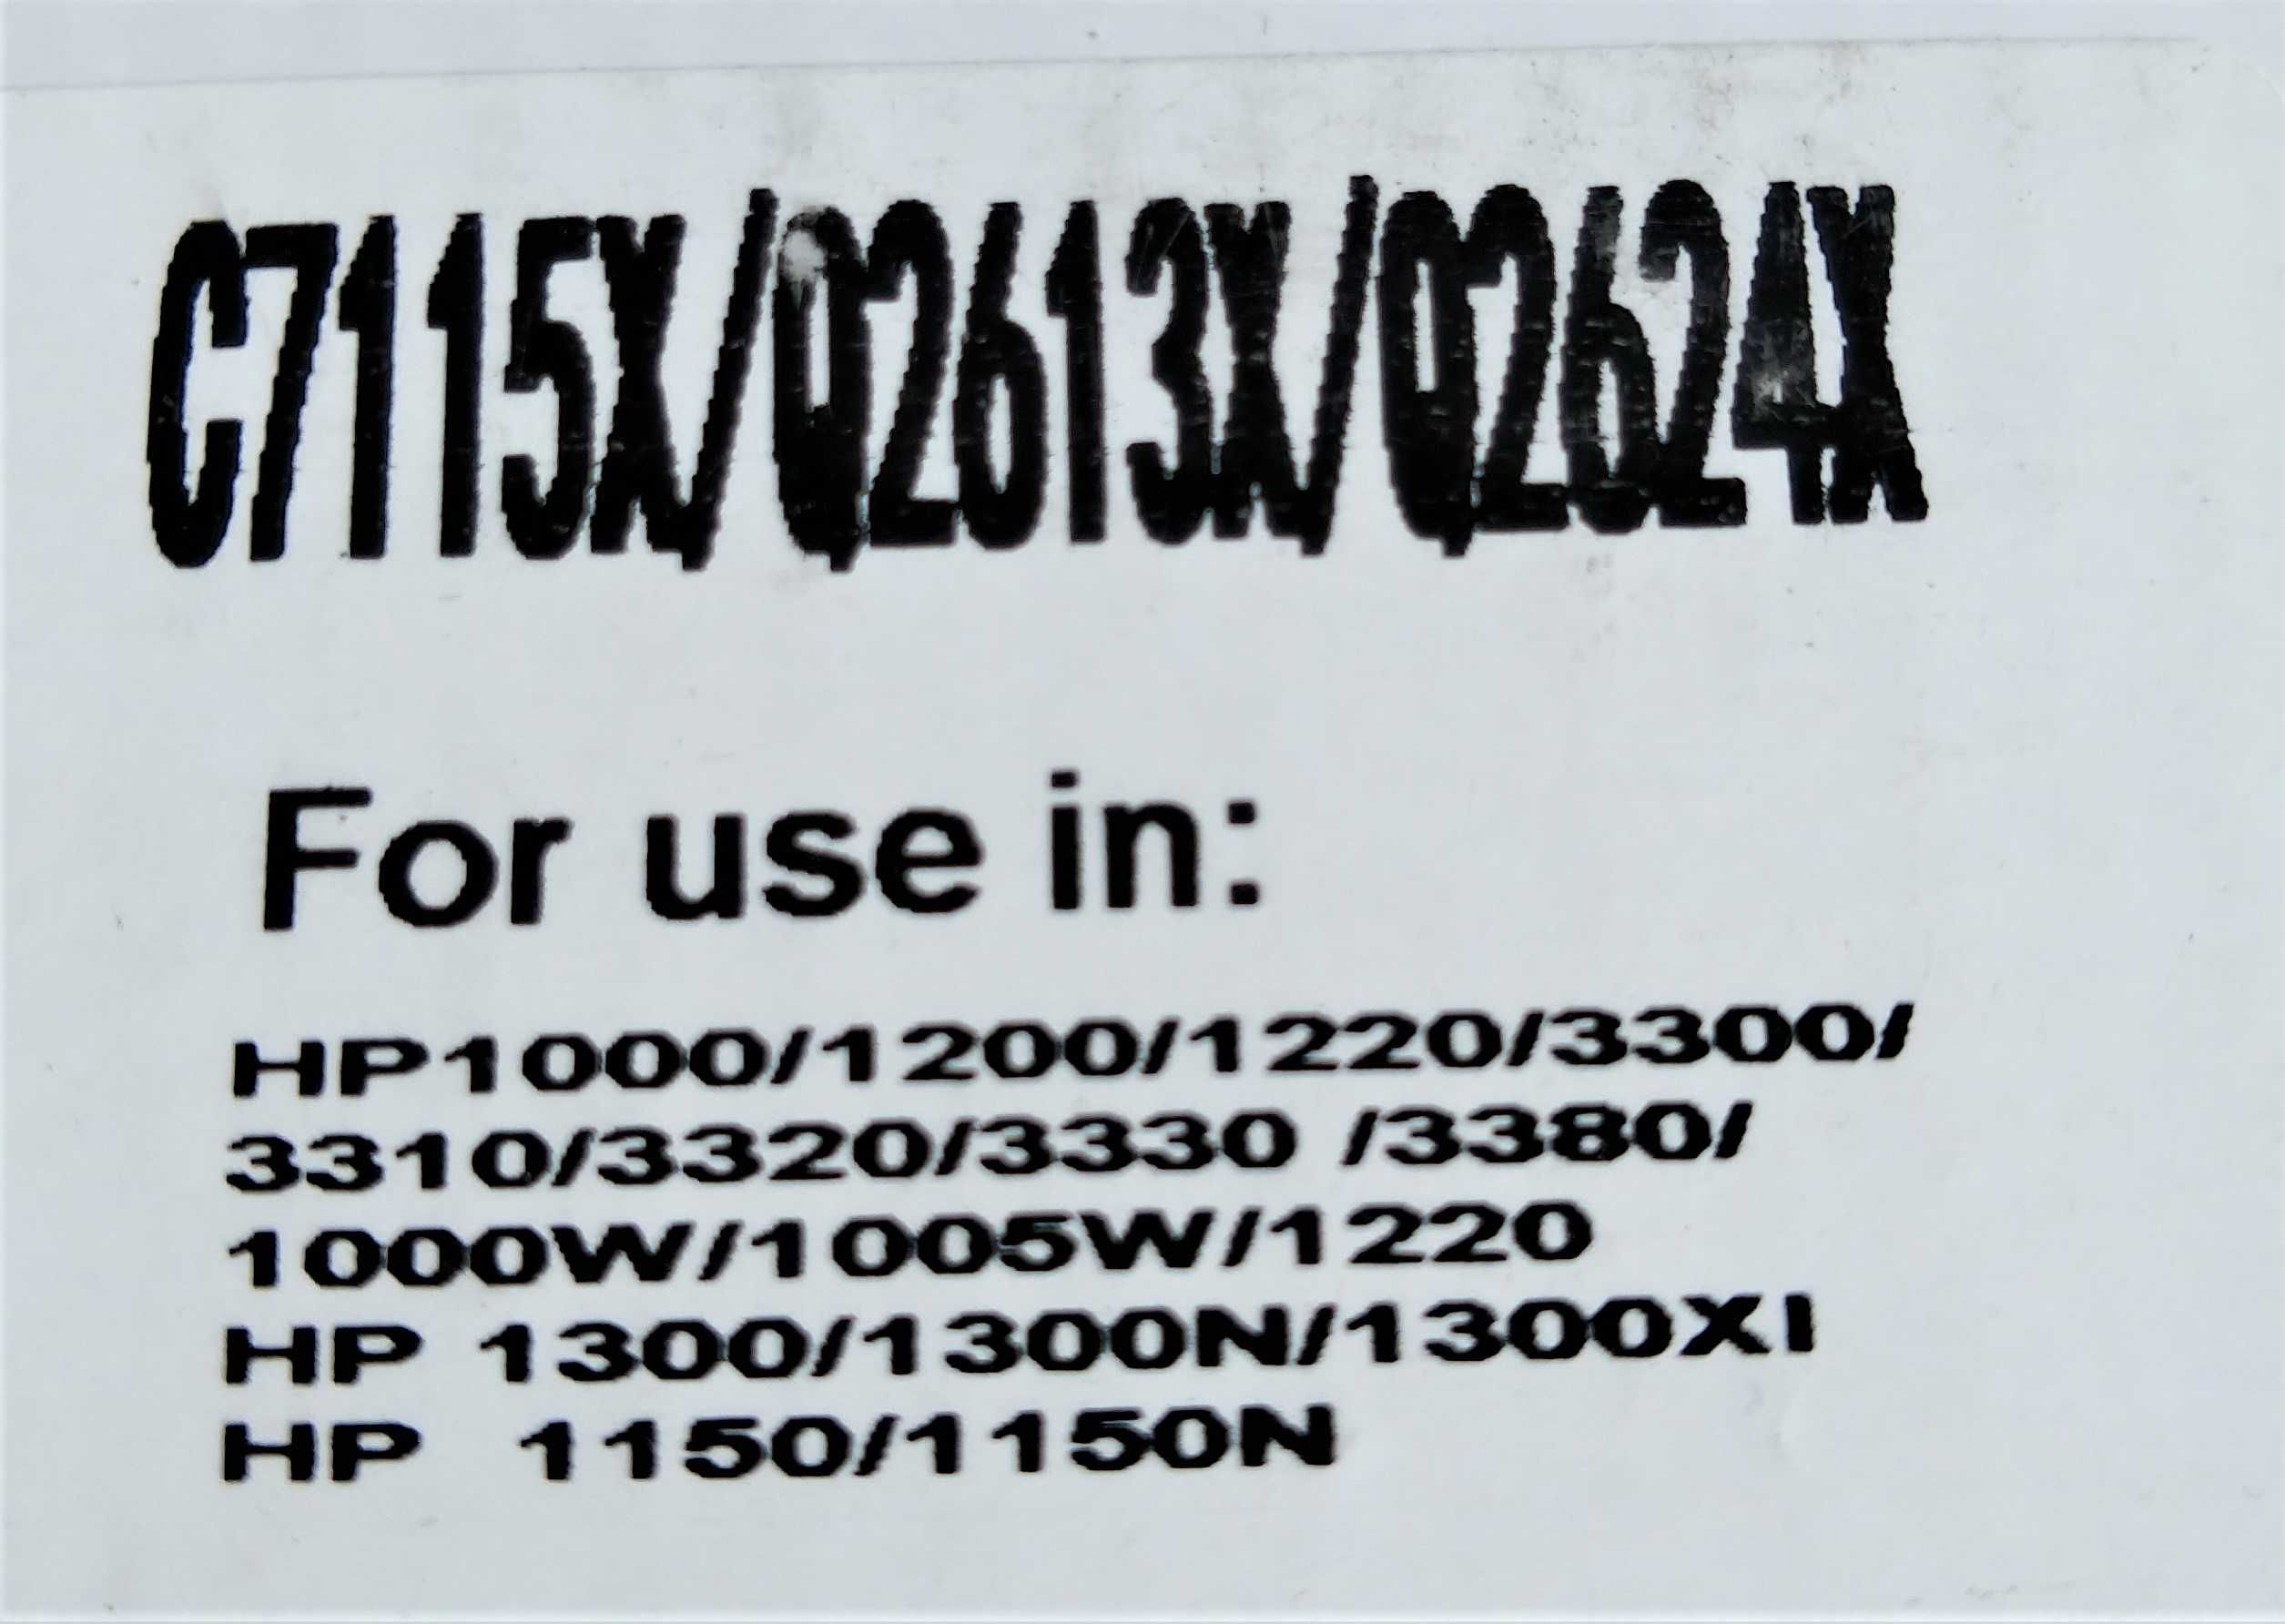 C7115X/Q2613X/Q2624X
For use in:
HP1000/1200/1220/3300/
3310/3320/3330 /3380/
1000W/1005W/1220
HP 1300/1300N/1300XI
HP 1150/1150N